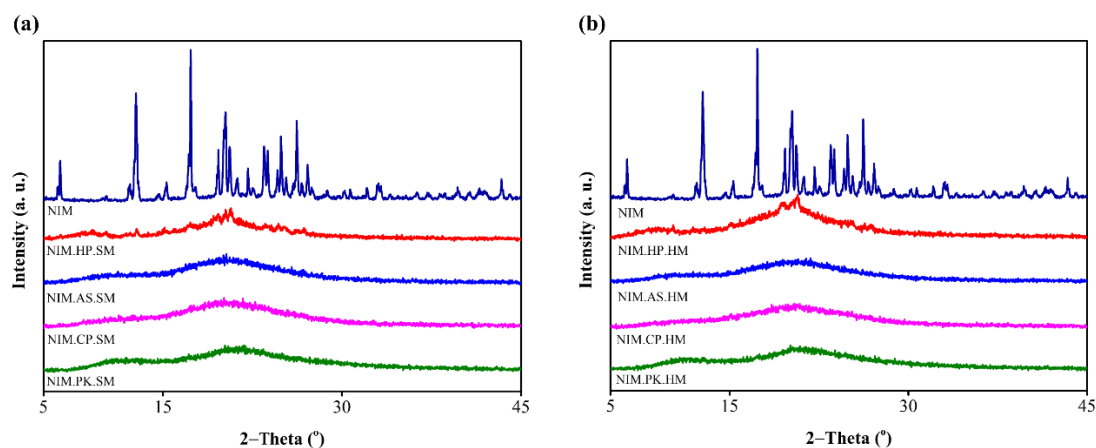 (a)
Intensity (a. u.)
NIM
NIM.HP.SM
NIM.AS.SM
NIM.CP.SM
NIM.PK.SM
5 15 30 45
2−Theta (°)
(b)
Intensity (a. u.)
NIM
NIM.HP.HM
NIM.AS.HM
NIM.CP.HM
NIM.PK.HM
5 15 30 45
2−Theta (°)